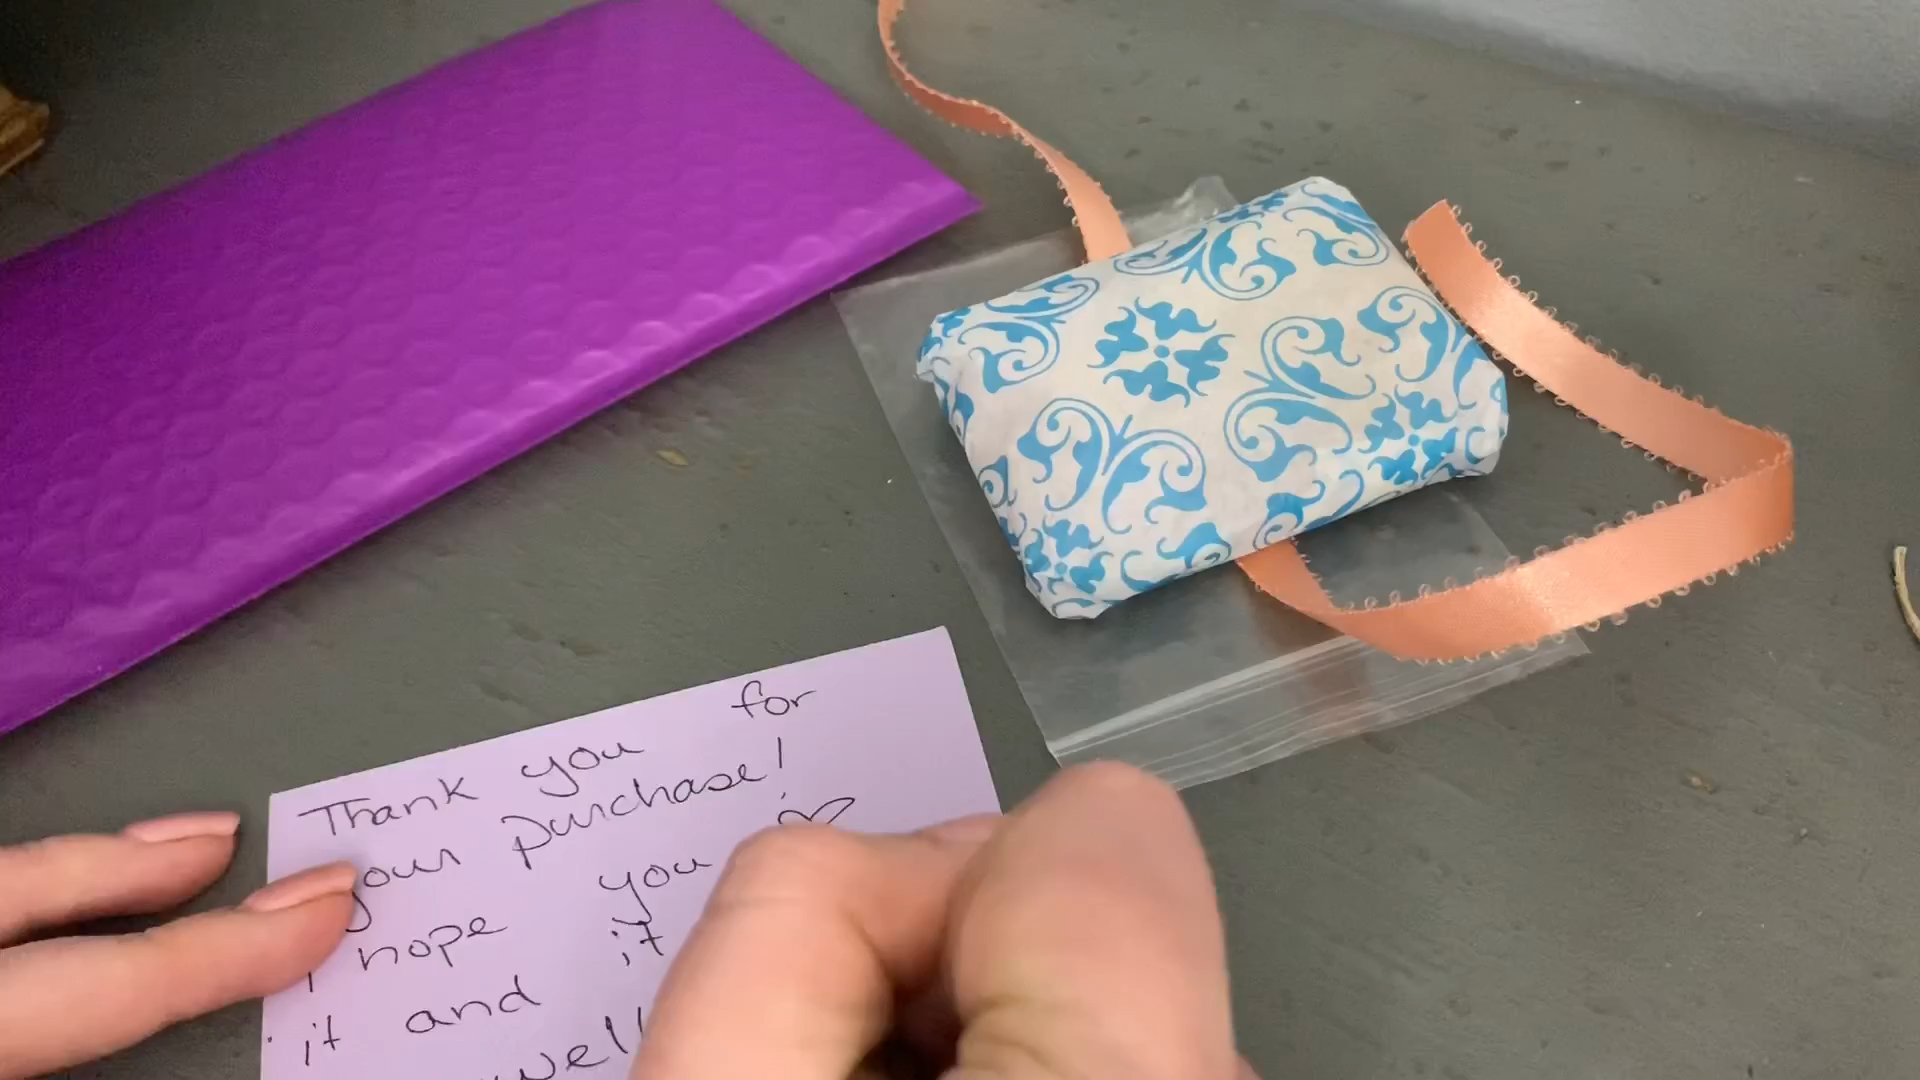 Thank you for
your purchase!
I hope you
it and it
well